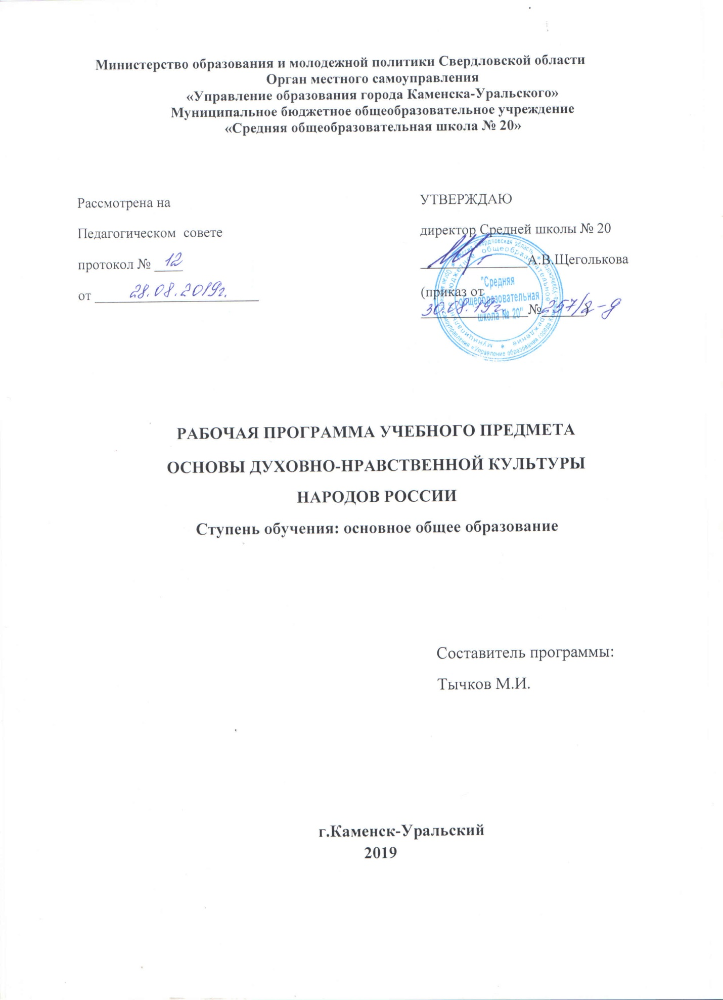 Министерство образования и молодежной политики Свердловской области
Орган местного самоуправления
«Управление образования города Каменска-Уральского»
Муниципальное бюджетное общеобразовательное учреждение
«Средняя общеобразовательная школа № 20»
Рассмотрена на
Педагогическом совете
протокол № 12
от 28.08.2019г.
УТВЕРЖДАЮ
директор Средней школы № 20
А.В.Щеголькова
(приказ от
30.08.19г. № 257/2-д)
"Средняя
общеобразовательная
школа № 20"
муниципальное бюджетное общеобразовательное учреждение
Россия Свердловская область * Орган местного самоуправления «Управление образования города Каменска-Уральского»
РАБОЧАЯ ПРОГРАММА УЧЕБНОГО ПРЕДМЕТА
ОСНОВЫ ДУХОВНО-НРАВСТВЕННОЙ КУЛЬТУРЫ
НАРОДОВ РОССИИ
Ступень обучения: основное общее образование
Составитель программы:
Тычков М.И.
г.Каменск-Уральский
2019